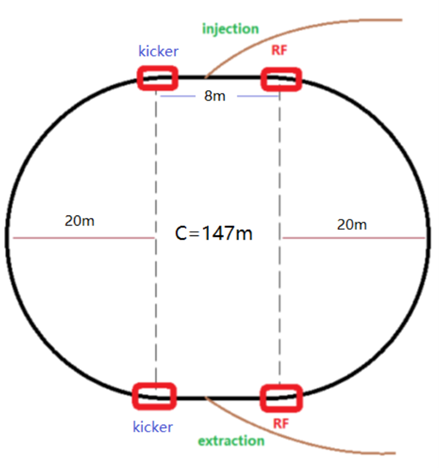 injection
kicker
RF
8m
20m
C=147m
20m
kicker
RF
extraction